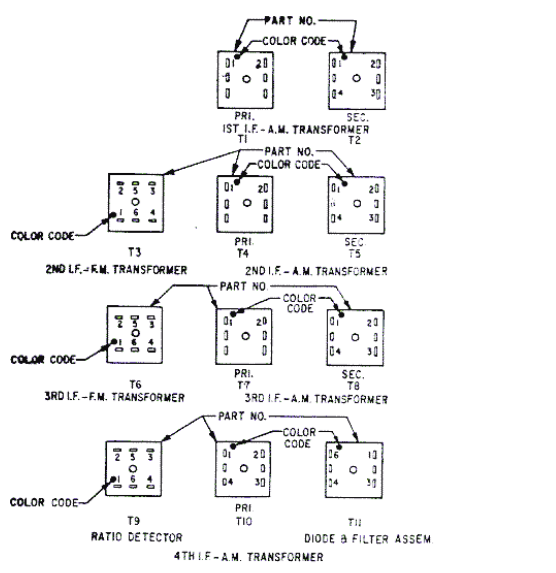 PART NO.
COLOR CODE
1 2 1 2
4 3
PRI. SEC.
1ST I.F.-A.M. TRANSFORMER
T1 T2
PART NO.
COLOR CODE
2 5 3 1 2 1 2
1 6 4 4 3
COLOR CODE
PRI. SEC.
T3 T4 T5
2ND I.F.-F.M. TRANSFORMER 2ND I.F.-A.M. TRANSFORMER
PART NO.
COLOR CODE
2 5 3 1 2 1 2
1 6 4 4 3
COLOR CODE
PRI. SEC.
T6 T7 T8
3RD I.F.-F.M. TRANSFORMER 3RD I.F.-A.M. TRANSFORMER
PART NO.
COLOR CODE
2 5 3 1 2 6 1
1 6 4 4 3 4 3
COLOR CODE
PRI.
T9 T10 T11
RATIO DETECTOR DIODE & FILTER ASSEM.
4TH I.F.-A.M. TRANSFORMER